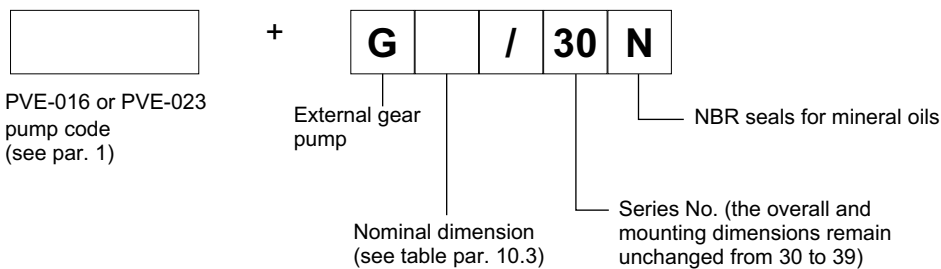 + G / 30 N
PVE-016 or PVE-023
pump code
(see par. 1)
External gear
pump
NBR seals for mineral oils
Nominal dimension
(see table par. 10.3)
Series No. (the overall and
mounting dimensions remain
unchanged from 30 to 39)